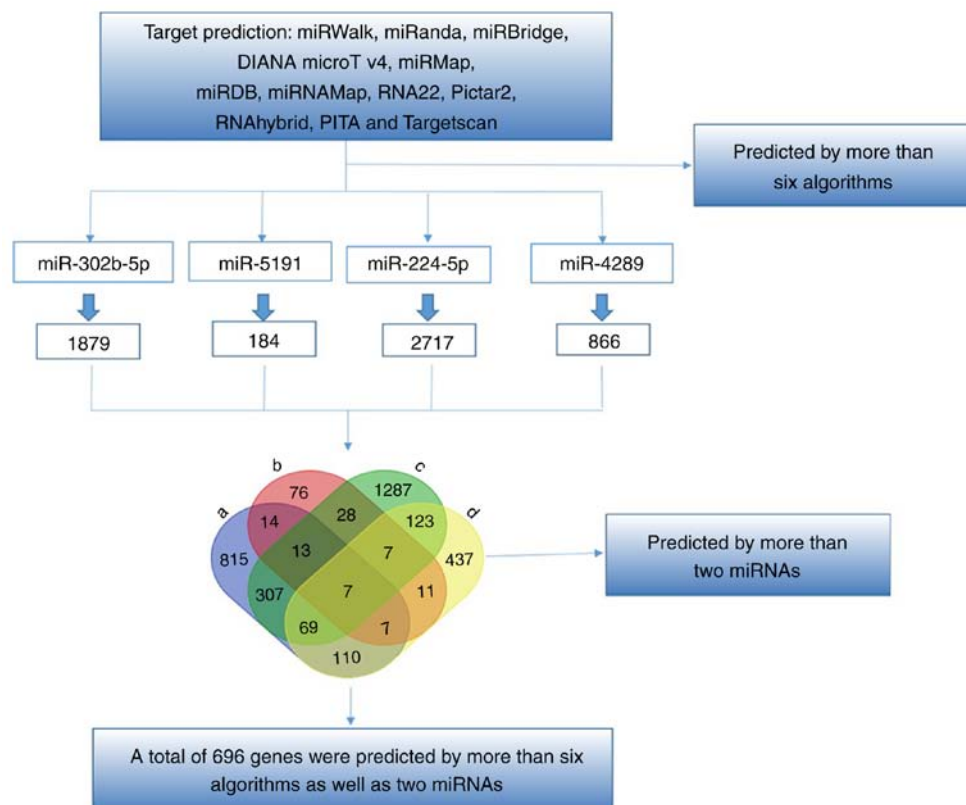 Target prediction: miRWalk, miRanda, miRBridge,
DIANA microT v4, miRMap,
miRDB, miRNAMap, RNA22, Pictar2,
RNAhybrid, PITA and Targetscan
Predicted by more than
six algorithms
miR-302b-5p
miR-5191
miR-224-5p
miR-4289
1879
184
2717
866
a
b
c
d
76
1287
14
28
123
815
13
7
437
307
7
11
69
7
110
Predicted by more than
two miRNAs
A total of 696 genes were predicted by more than six
algorithms as well as two miRNAs